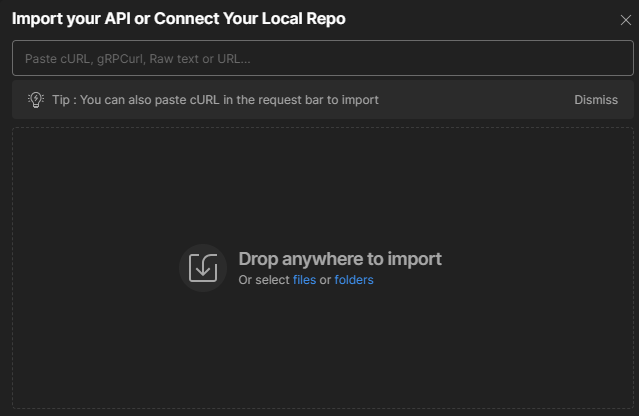 Import your API or Connect Your Local Repo
Paste cURL, gRPCurl, Raw text or URL...
Tip : You can also paste cURL in the request bar to import
Dismiss
Drop anywhere to import
Or select files or folders